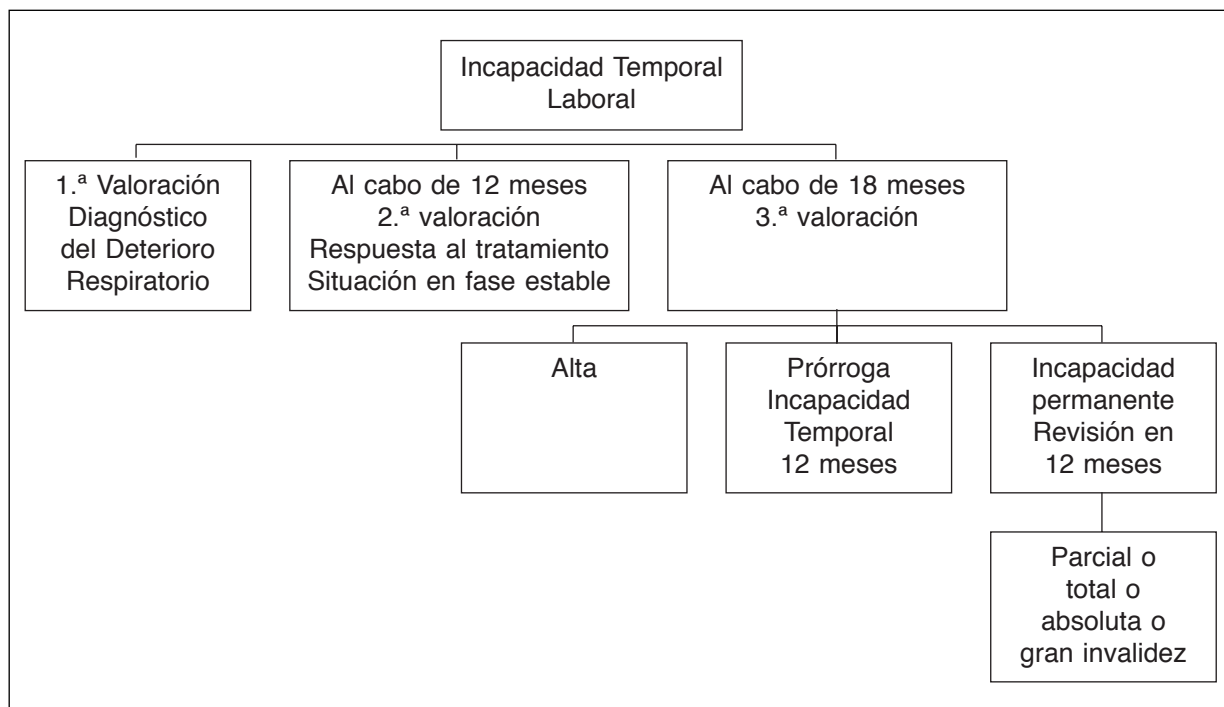 Incapacidad Temporal
Laboral
1.ª Valoración
Diagnóstico
del Deterioro
Respiratorio
Al cabo de 12 meses
2.ª valoración
Respuesta al tratamiento
Situación en fase estable
Al cabo de 18 meses
3.ª valoración
Alta
Prórroga
Incapacidad
Temporal
12 meses
Incapacidad
permanente
Revisión en
12 meses
Parcial o
total o
absoluta o
gran invalidez